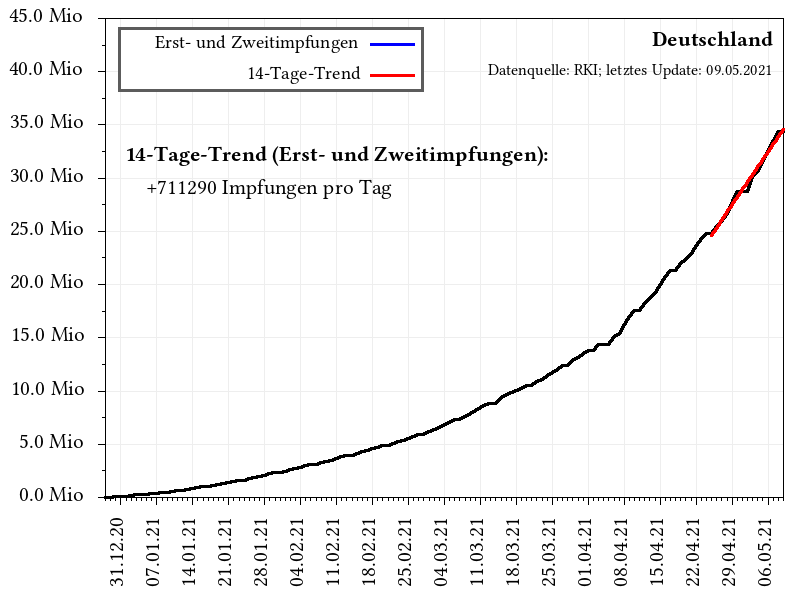 45.0 Mio
40.0 Mio
35.0 Mio
30.0 Mio
25.0 Mio
20.0 Mio
15.0 Mio
10.0 Mio
5.0 Mio
0.0 Mio
Erst- und Zweitimpfungen
14-Tage-Trend
Deutschland
Datenquelle: RKI; letztes Update: 09.05.2021
14-Tage-Trend (Erst- und Zweitimpfungen):
+711290 Impfungen pro Tag
31.12.20
07.01.21
14.01.21
21.01.21
28.01.21
04.02.21
11.02.21
18.02.21
25.02.21
04.03.21
11.03.21
18.03.21
25.03.21
01.04.21
08.04.21
15.04.21
22.04.21
29.04.21
06.05.21